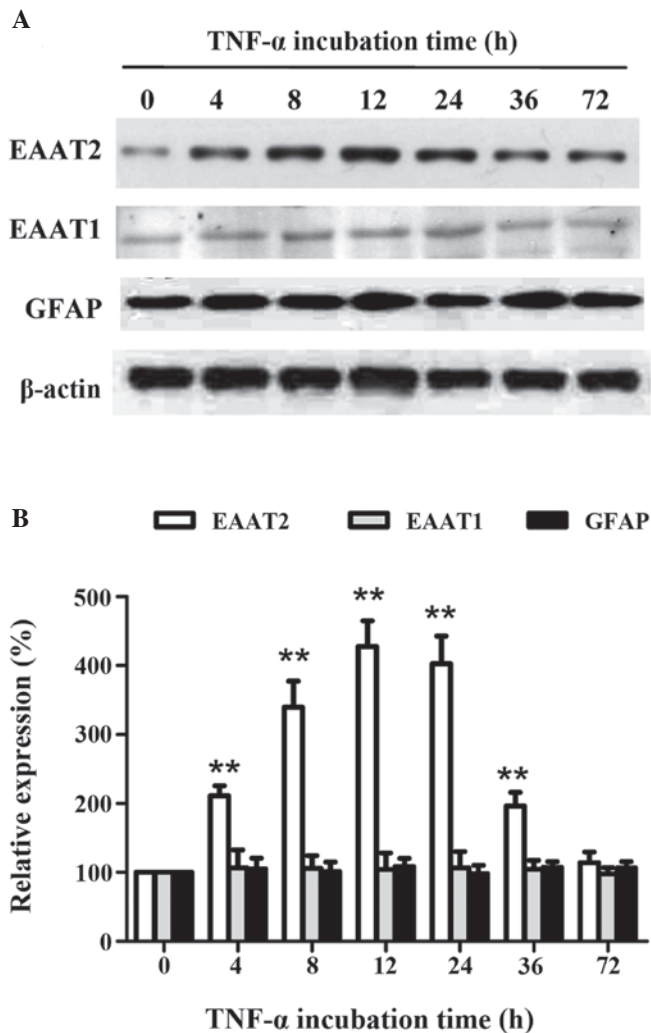 A
TNF-α incubation time (h)
0 4 8 12 24 36 72
EAAT2
EAAT1
GFAP
β-actin
B
EAAT2 EAAT1 GFAP
Relative expression (%)
500
400
300
200
100
0
** ** ** ** **
0 4 8 12 24 36 72
TNF-α incubation time (h)